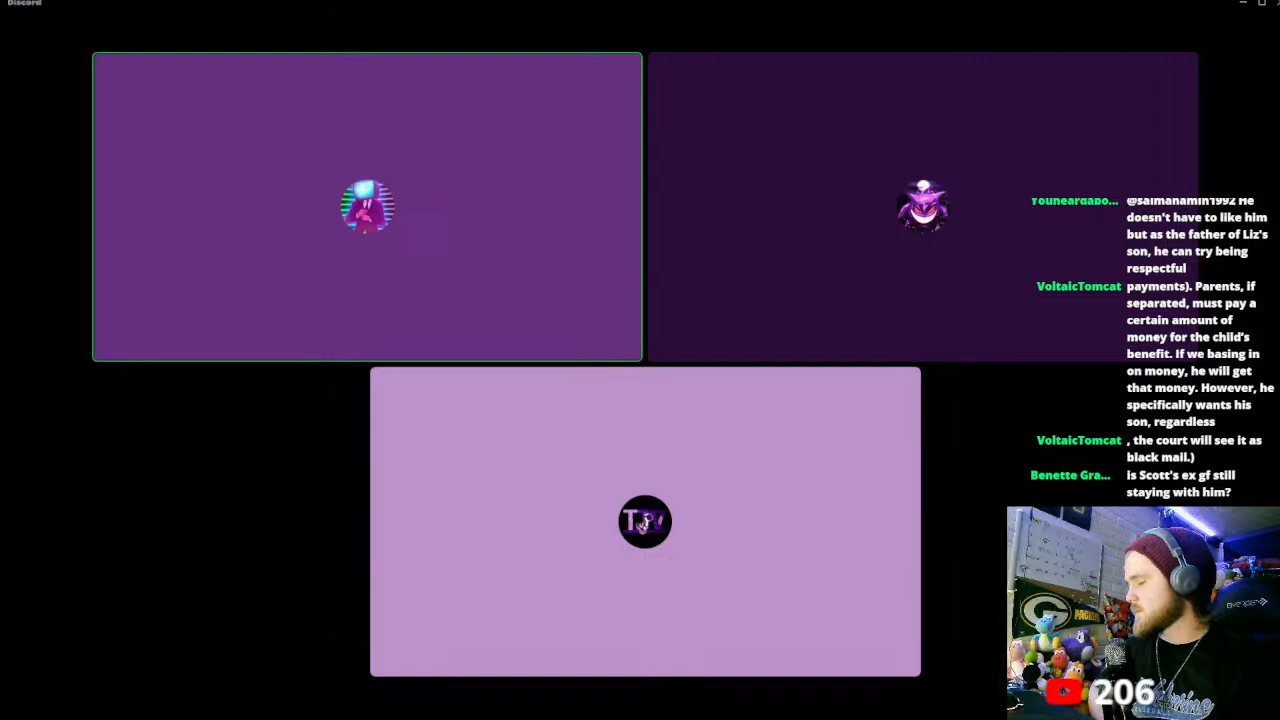 Discord
Youneardabo... @salmanamin1992 He
doesn't have to like him
but as the father of Liz's
son, he can try being
respectful
VoltaicTomcat payments). Parents, if
separated, must pay a
certain amount of
money for the child's
benefit. If we basing in
on money, he will get
that money. However, he
specifically wants his
son, regardless
VoltaicTomcat , the court will see it as
black mail.)
Benette Gra... is Scott's ex gf still
staying with him?
G PACKERS
206